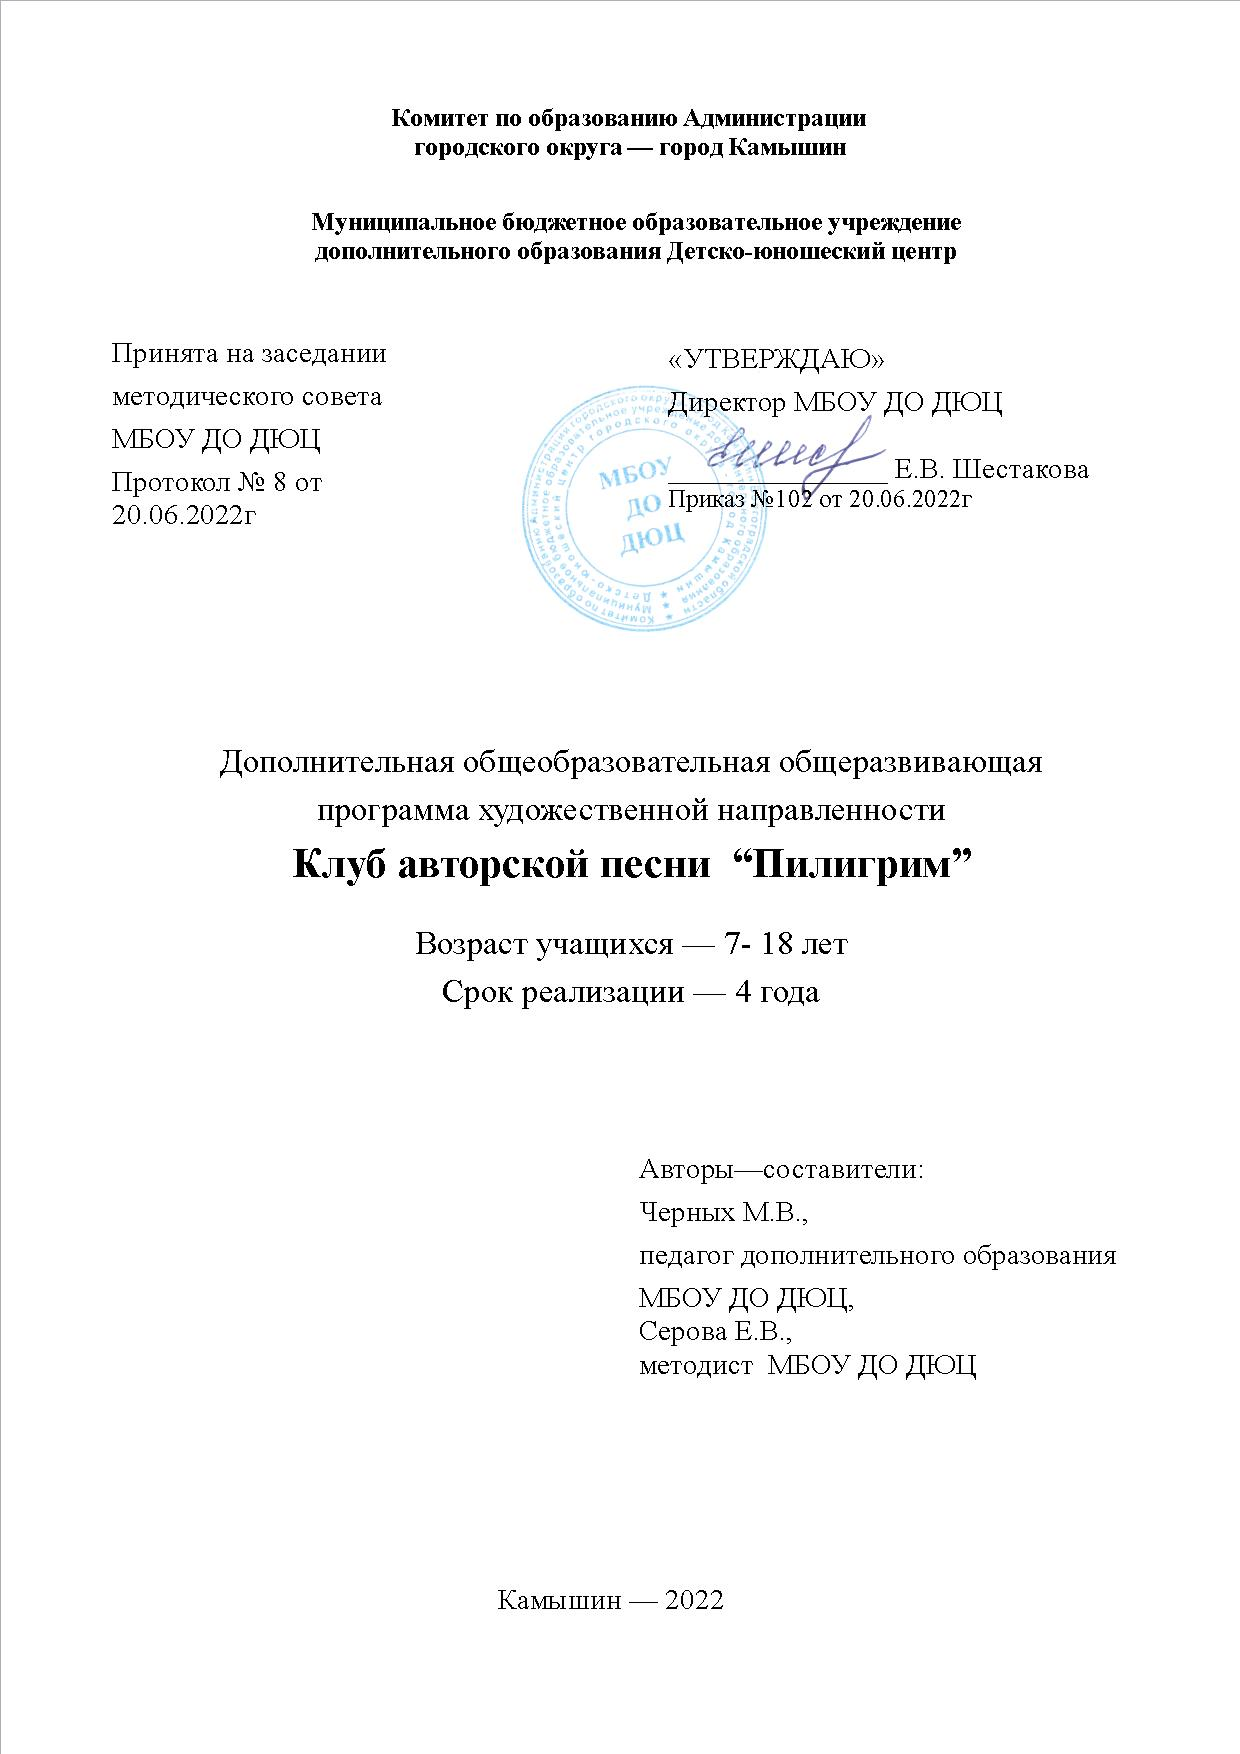 Комитет по образованию Администрации
городского округа — город Камышин
Муниципальное бюджетное образовательное учреждение
дополнительного образования Детско-юношеский центр
Принята на заседании
методического совета
МБОУ ДО ДЮЦ
Протокол № 8 от
20.06.2022г
«УТВЕРЖДАЮ»
Директор МБОУ ДО ДЮЦ
________________ Е.В. Шестакова
Приказ №102 от 20.06.2022г
МБОУ
ДО
ДЮЦ
Дополнительная общеобразовательная общеразвивающая
программа художественной направленности
Клуб авторской песни “Пилигрим”
Возраст учащихся — 7- 18 лет
Срок реализации — 4 года
Авторы—составители:
Черных М.В.,
педагог дополнительного образования
МБОУ ДО ДЮЦ,
Серова Е.В.,
методист МБОУ ДО ДЮЦ
Камышин — 2022